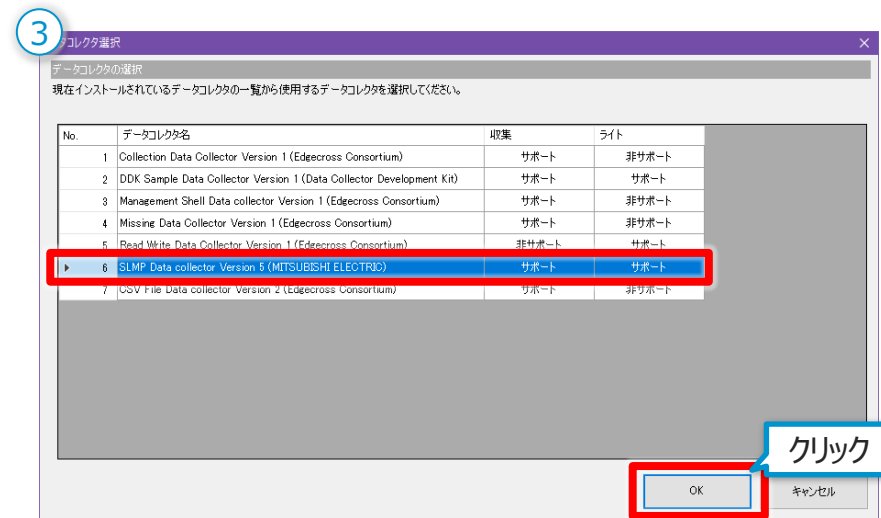 3
データコレクタ選択
データコレクタの選択
現在インストールされているデータコレクタの一覧から使用するデータコレクタを選択してください。
No. データコレクタ名 収集 ライト
1 Collection Data Collector Version 1 (Edgecross Consortium) サポート 非サポート
2 DDK Sample Data Collector Version 1 (Data Collector Development Kit) サポート サポート
3 Management Shell Data collector Version 1 (Edgecross Consortium) サポート 非サポート
4 Missing Data Collector Version 1 (Edgecross Consortium) サポート 非サポート
5 Read Write Data Collector Version 1 (Edgecross Consortium) 非サポート サポート
6 SLMP Data collector Version 5 (MITSUBISHI ELECTRIC) サポート サポート
7 CSV File Data collector Version 2 (Edgecross Consortium) サポート 非サポート
クリック
OK キャンセル